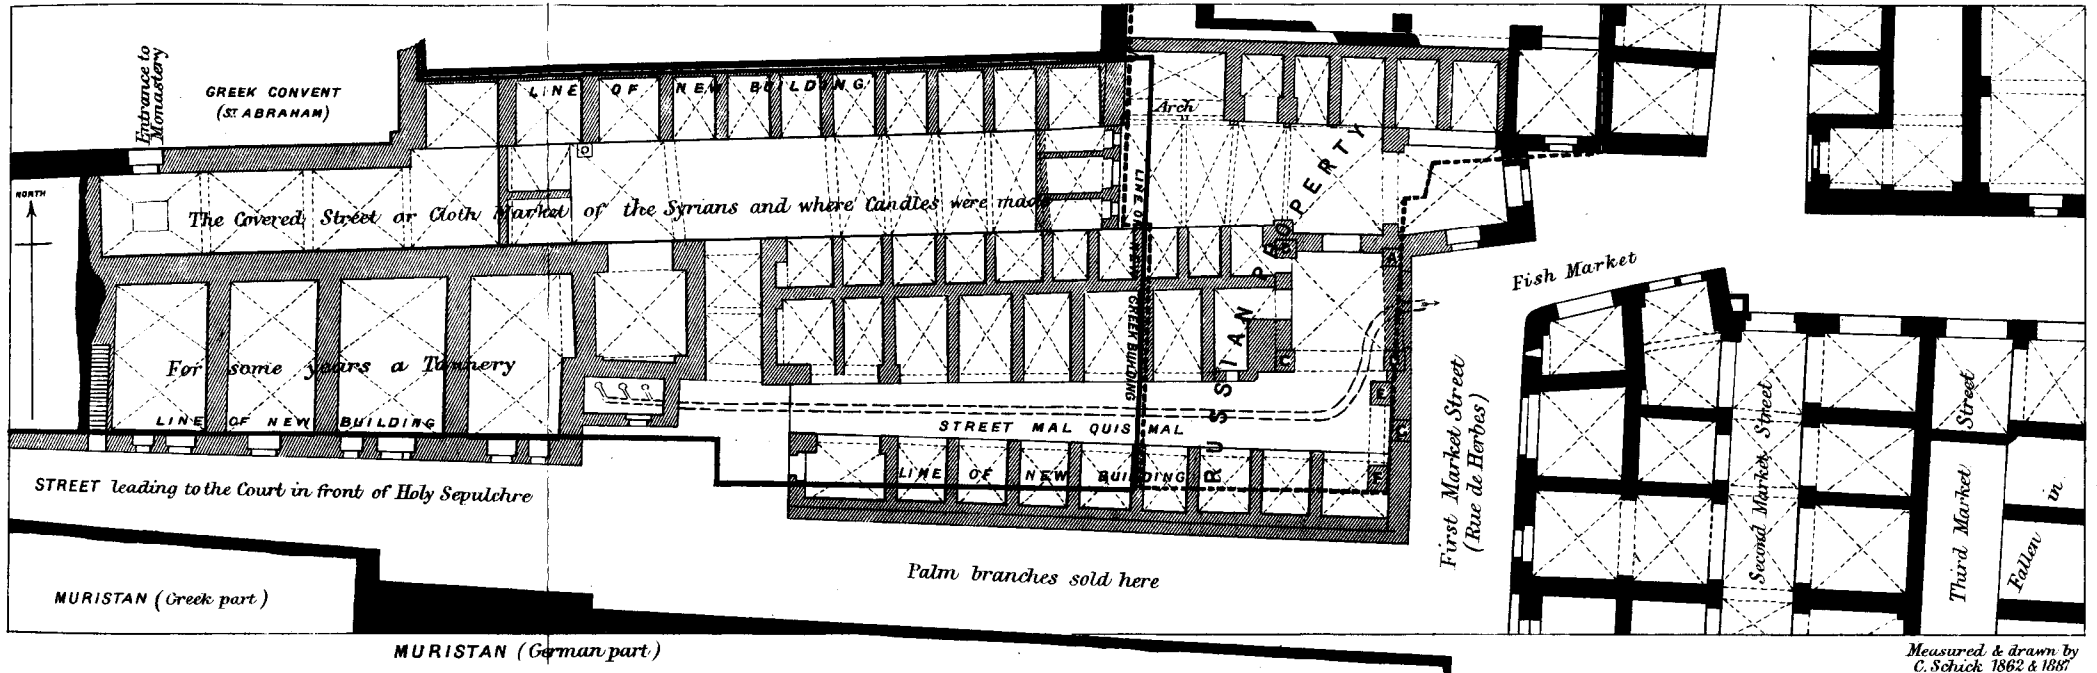 Entrance to
Monastery
GREEK CONVENT
(ST ABRAHAM)
LINE OF NEW BUILDING
Arch
NORTH
The Covered Street or Cloth Market of the Syrians and where Candles were made
RUSSIAN PROPERTY
LINE OF NEW
GREEK BUILDING
B
A
C
E
F
Fish Market
For some years a Tannery
LINE OF NEW BUILDING
STREET MAL QUISMAL
LINE OF NEW BUILDING
STREET leading to the Court in front of Holy Sepulchre
First Market Street
(Rue de Herbes)
Second Market Street
Third Market
Street
Fallen in
Palm branches sold here
MURISTAN (Greek part)
MURISTAN (German part)
Measured & drawn by
C. Schick 1862 & 1887